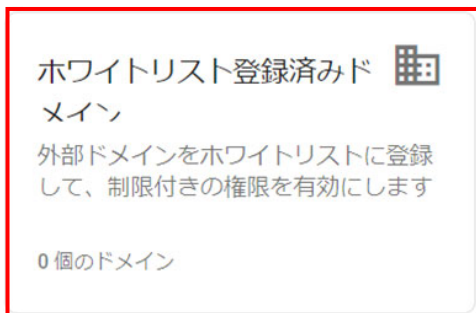 ホワイトリスト登録済みド
メイン
外部ドメインをホワイトリストに登録
して、制限付きの権限を有効にします
0 個のドメイン